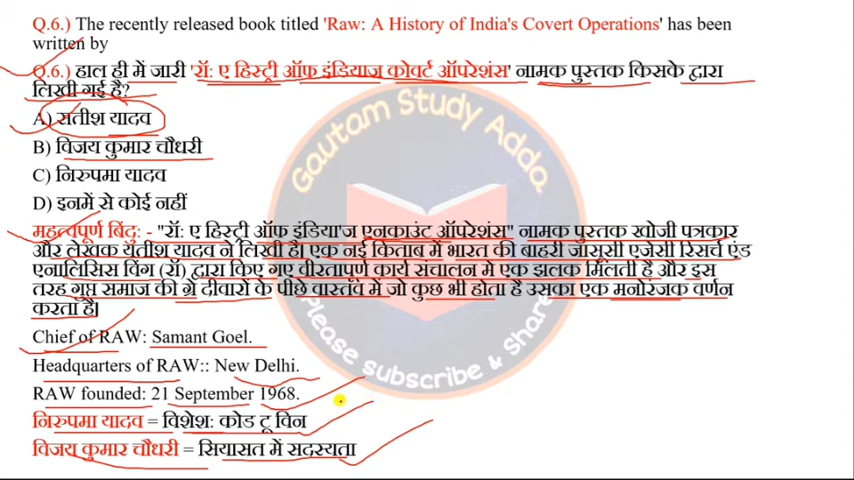 Q.6.) The recently released book titled 'Raw: A History of India's Covert Operations' has been
written by
Q.6.) हाल ही में जारी 'रॉ: ए हिस्ट्री ऑफ इंडियाज कोवर्ट ऑपरेशंस' नामक पुस्तक किसके द्वारा
लिखी गई है?
A) सतीश यादव
B) विजय कुमार चौधरी
C) निरुपमा यादव
D) इनमें से कोई नहीं
महत्वपूर्ण बिंदु: - "रॉ: ए हिस्ट्री ऑफ इंडिया'ज एनकाउंट ऑपरेशंस" नामक पुस्तक खोजी पत्रकार
और लेखक यतीश यादव ने लिखी है। एक नई किताब में भारत की बाहरी जासूसी एजेंसी रिसर्च एंड
एनालिसिस विंग (रॉ) द्वारा किए गए वीरतापूर्ण कार्य संचालन में एक झलक मिलती है और इस
तरह गुप्त समाज की ग्रे दीवारों के पीछे वास्तव में जो कुछ भी होता है उसका एक मनोरंजक वर्णन
करता है।
Chief of RAW: Samant Goel.
Headquarters of RAW:: New Delhi.
RAW founded: 21 September 1968.
निरुपमा यादव = विशेश: कोड टू विन
विजय कुमार चौधरी = सियासत में सदस्यता
Gautam Study Adda
Please subscribe & share